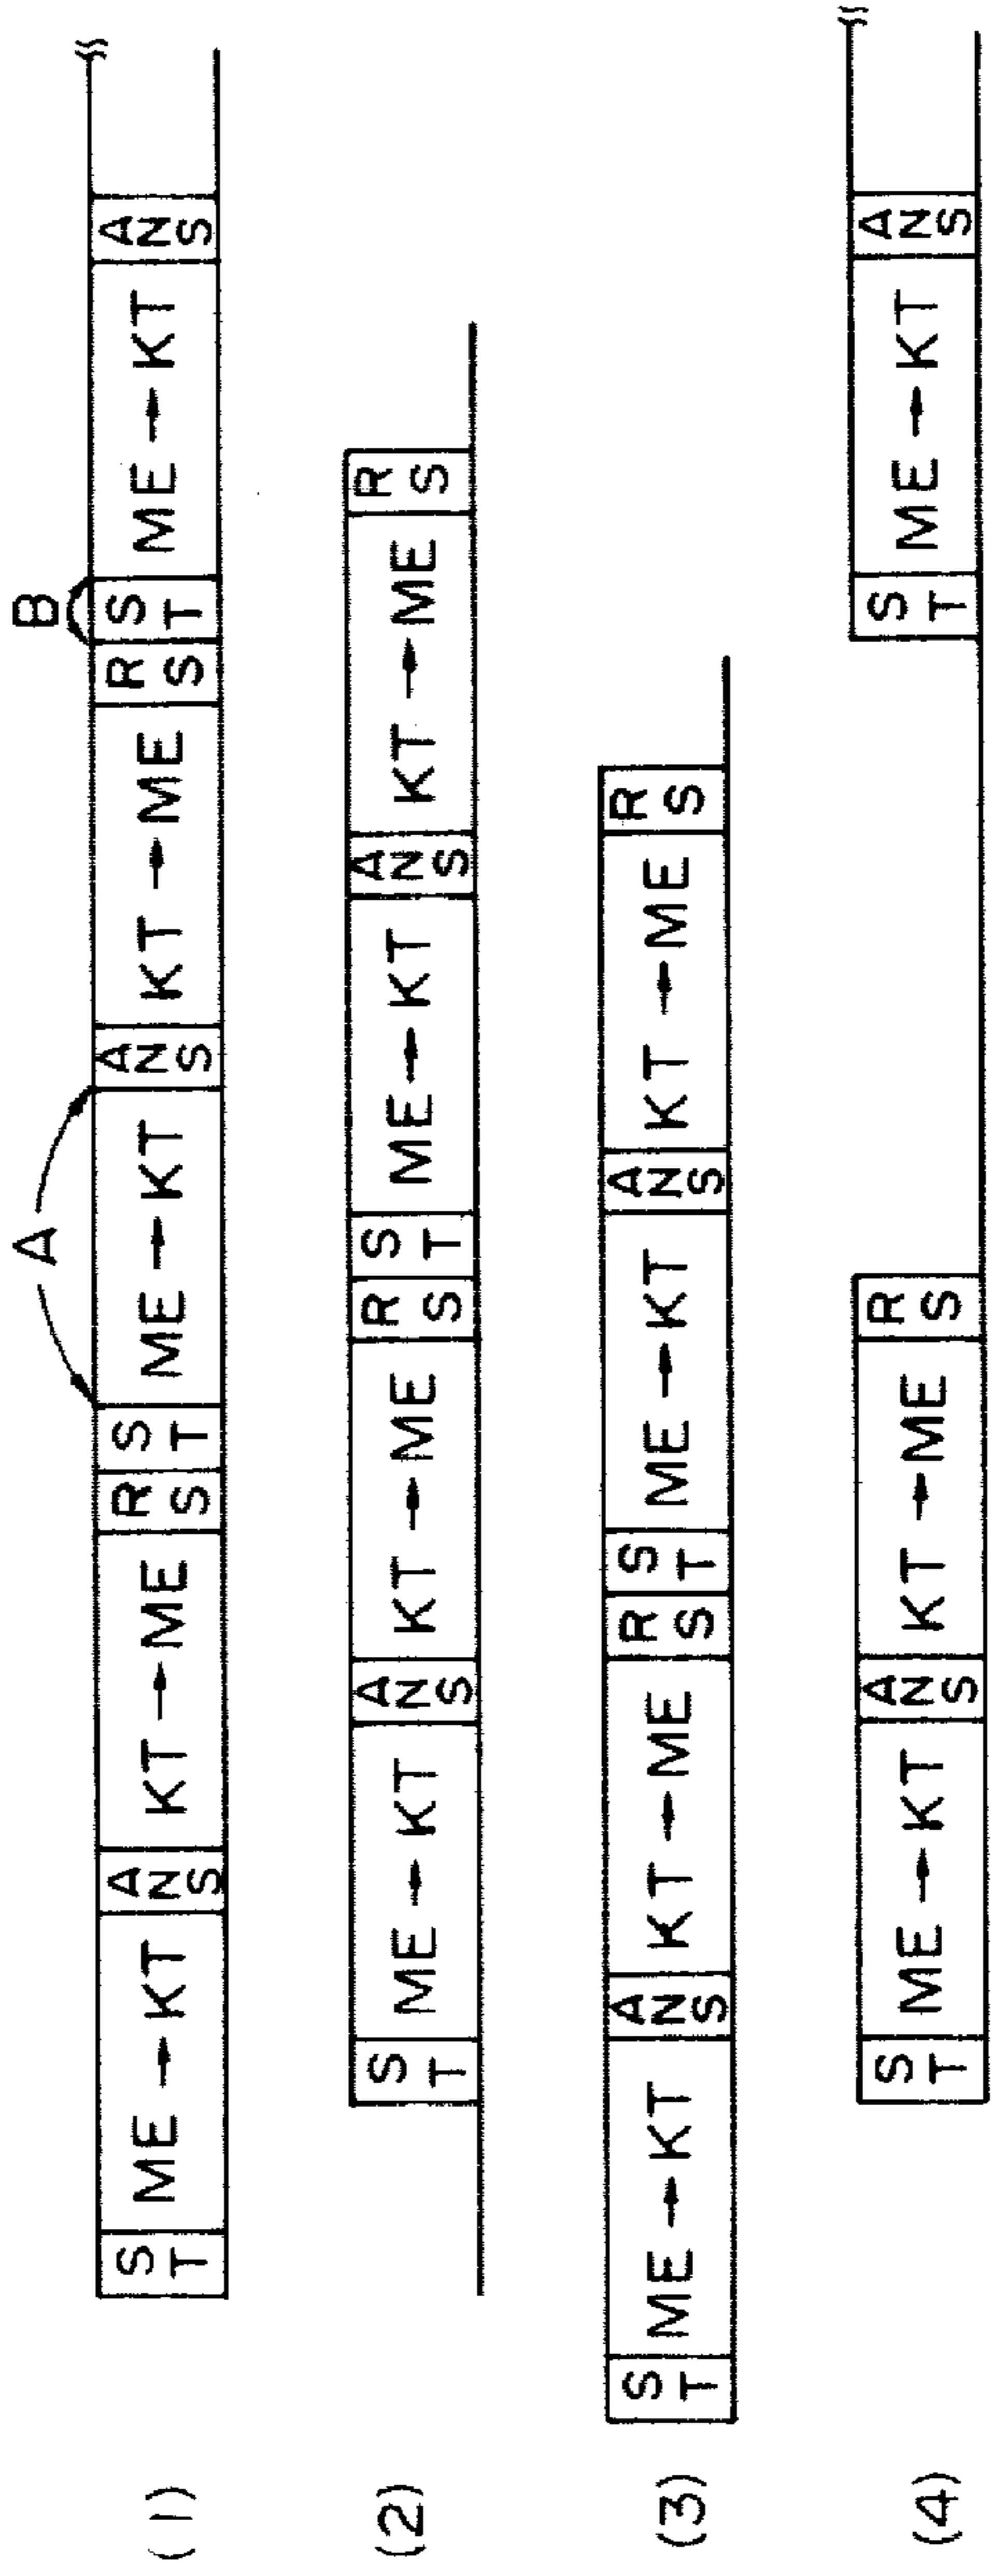 A B
(1) ST ME→KT ANS KT→ME RS ST ME→KT ANS KT→ME RS ST ME→KT ANS
(2) ST ME→KT ANS KT→ME RS ST ME→KT ANS KT→ME RS
(3) ST ME→KT ANS KT→ME RS ST ME→KT ANS KT→ME RS
(4) ST ME→KT ANS KT→ME RS ST ME→KT ANS